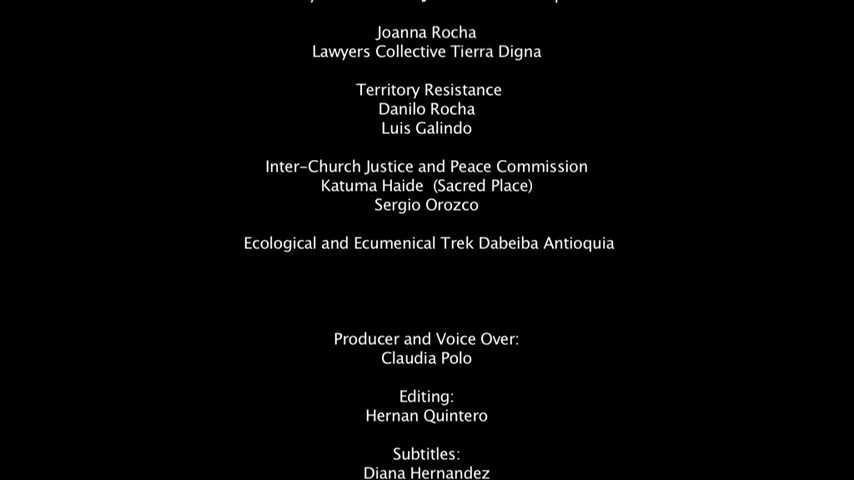 Joanna Rocha
Lawyers Collective Tierra Digna
Territory Resistance
Danilo Rocha
Luis Galindo
Inter-Church Justice and Peace Commission
Katuma Haide (Sacred Place)
Sergio Orozco
Ecological and Ecumenical Trek Dabeiba Antioquia
Producer and Voice Over:
Claudia Polo
Editing:
Hernan Quintero
Subtitles:
Diana Hernandez